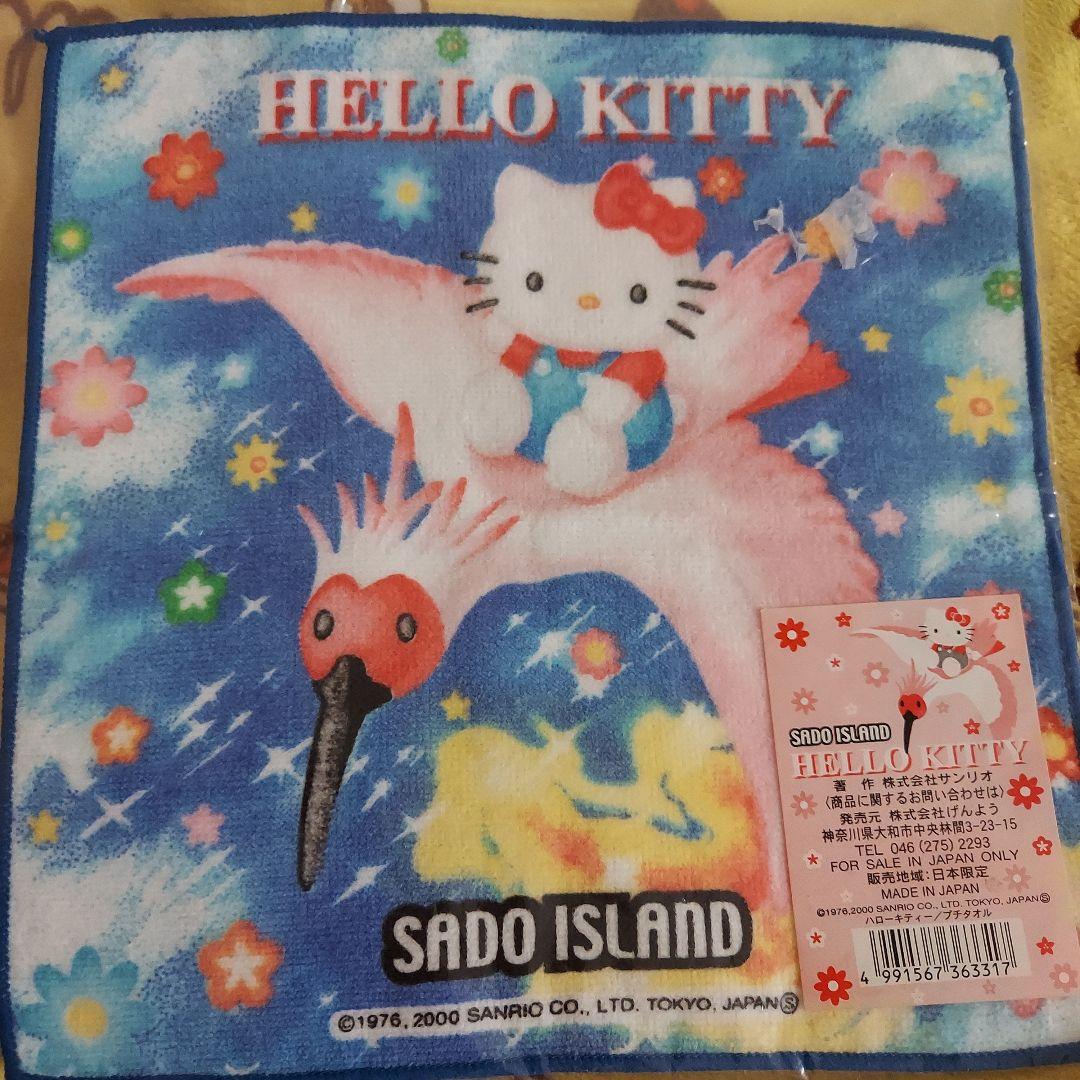 HELLO KITTY
SADO ISLAND
©1976, 2000 SANRIO CO., LTD. TOKYO, JAPAN Ⓢ
SADO ISLAND
HELLO KITTY
著 作 株式会社サンリオ
〈商品に関するお問い合わせは〉
発売元 株式会社げんよう
神奈川県大和市中央林間3-23-15
TEL 046 (275) 2293
FOR SALE IN JAPAN ONLY
販売地域:日本限定
MADE IN JAPAN
©1976,2000 SANRIO CO., LTD. TOKYO, JAPAN Ⓢ
ハローキティー/プチタオル
4 991567 363317